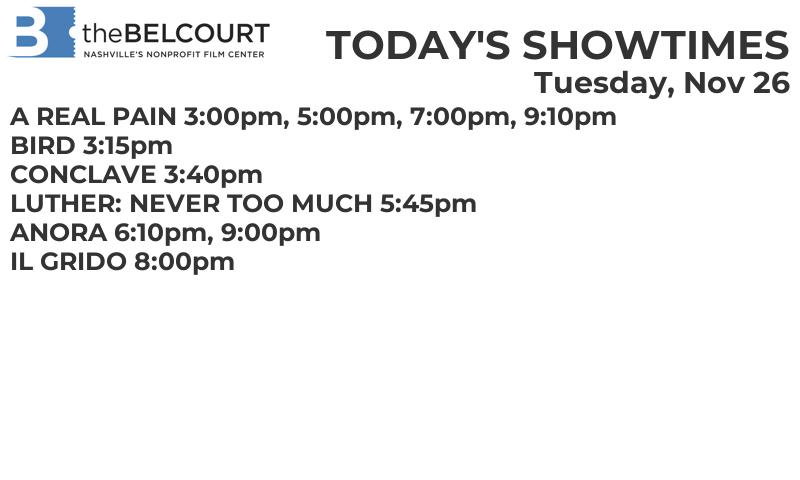 B theBELCOURT
NASHVILLE'S NONPROFIT FILM CENTER
TODAY'S SHOWTIMES
Tuesday, Nov 26
A REAL PAIN 3:00pm, 5:00pm, 7:00pm, 9:10pm
BIRD 3:15pm
CONCLAVE 3:40pm
LUTHER: NEVER TOO MUCH 5:45pm
ANORA 6:10pm, 9:00pm
IL GRIDO 8:00pm